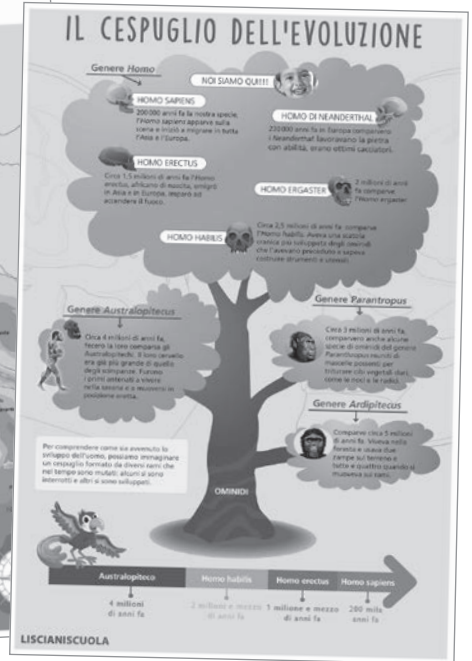 IL CESPUGLIO DELL'EVOLUZIONE
Genere Homo
NOI SIAMO QUI!!!!
HOMO SAPIENS
200 000 anni fa la nostra specie,
l'Homo sapiens apparve sulla
scena e iniziò a migrare in tutta
l'Asia e l'Europa.
HOMO DI NEANDERTHAL
220 000 anni fa in Europa comparvero
i Neanderthal: lavoravano la pietra
con abilità, erano ottimi cacciatori.
HOMO ERECTUS
Circa 1,5 milioni di anni fa l'Homo
erectus, africano di nascita, emigrò
in Asia e in Europa, imparò ad
accendere il fuoco.
HOMO ERGASTER
2 milioni di anni
fa comparve
l'Homo ergaster
HOMO HABILIS
Circa 2,5 milioni di anni fa comparve
l'Homo habilis. Aveva una scatola
cranica più sviluppata degli ominidi
che l'avevano preceduto e sapeva
costruire strumenti e utensili.
Genere Australopitecus
Circa 4 milioni di anni fa,
fecero la loro comparsa gli
Australopitechi. Il loro cervello
era già più grande di quello
degli scimpanzé. Furono
i primi antenati a vivere
nella savana e a muoversi in
posizione eretta.
Genere Parantropus
Circa 3 milioni di anni fa,
comparvero anche alcune
specie di ominidi del genere
Paranthropus muniti di
mascelle possenti per
triturare cibi vegetali duri,
come le noci e le radici.
Genere Ardipitecus
Comparve circa 5 milioni
di anni fa. Viveva nella
foresta e usava due
zampe sul terreno e
tutte e quattro quando si
muoveva sui rami.
Per comprendere come sia avvenuto lo
sviluppo dell'uomo, possiamo immaginare
un cespuglio formato da diversi rami che
nel tempo sono mutati: alcuni si sono
interrotti e altri si sono sviluppati.
OMINIDI
Australopiteco
Homo habilis
Homo erectus
Homo sapiens
4 milioni
di anni fa
2 milioni e mezzo
di anni fa
1 milione e mezzo
di anni fa
200 mila
anni fa
LISCIANISCUOLA